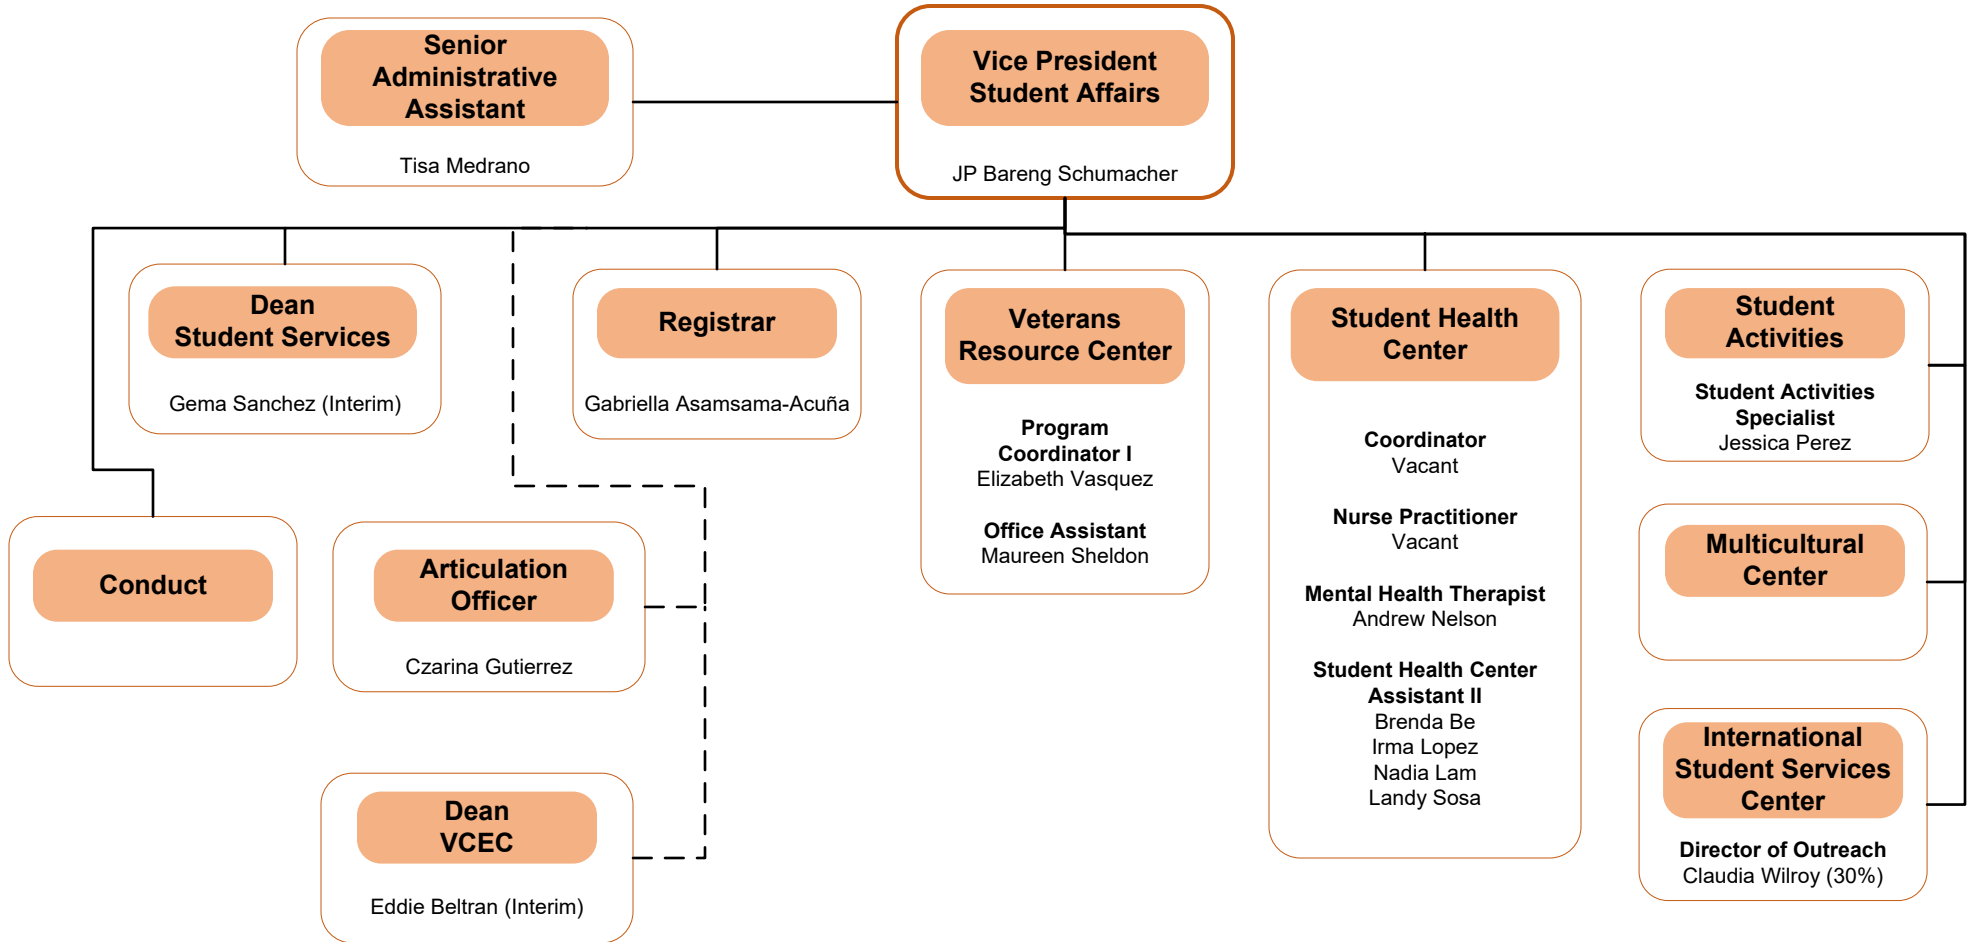 Senior
Administrative
Assistant
Tisa Medrano
Vice President
Student Affairs
JP Bareng Schumacher
Dean
Student Services
Gema Sanchez (Interim)
Registrar
Gabriella Asamsama-Acuña
Veterans
Resource Center
Program
Coordinator I
Elizabeth Vasquez
Office Assistant
Maureen Sheldon
Student Health
Center
Coordinator
Vacant
Nurse Practitioner
Vacant
Mental Health Therapist
Andrew Nelson
Student Health Center
Assistant II
Brenda Be
Irma Lopez
Nadia Lam
Landy Sosa
Student
Activities
Student Activities
Specialist
Jessica Perez
Conduct
Articulation
Officer
Czarina Gutierrez
Multicultural
Center
Dean
VCEC
Eddie Beltran (Interim)
International
Student Services
Center
Director of Outreach
Claudia Wilroy (30%)